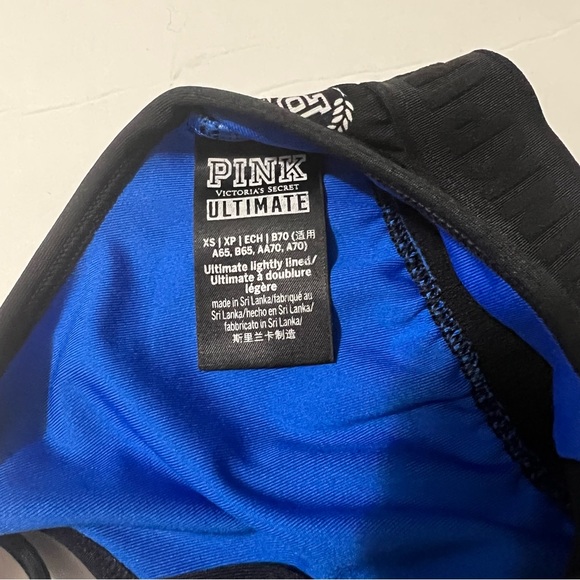 PINK
VICTORIA'S SECRET
ULTIMATE
XS | XP | ECH | B70 (适用
A65, B65, AA70, A70)
Ultimate lightly lined/
Ultimate à doublure
légère
made in Sri Lanka/fabriqué au
Sri Lanka/hecho en Sri Lanka/
fabbricato in Sri Lanka/
斯里兰卡制造